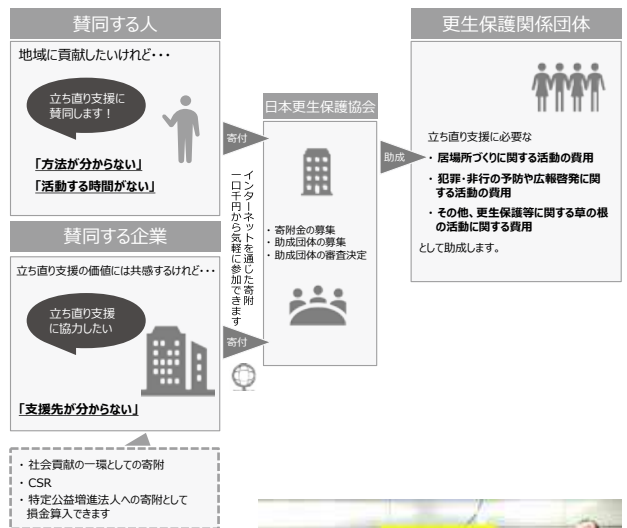 賛同する人
地域に貢献したいけれど・・・
立ち直り支援に
賛同します！
「方法が分からない」
「活動する時間がない」
賛同する企業
立ち直り支援の価値には共感するけれど・・・
立ち直り支援
に協力したい
「支援先が分からない」
・社会貢献の一環としての寄附
・CSR
・特定公益増進法人への寄附として
損金算入できます
寄付
インターネットを通じた寄附
一口千円から気軽に参加できます
寄付
日本更生保護協会
・寄附金の募集
・助成団体の募集
・助成団体の審査決定
助成
更生保護関係団体
立ち直り支援に必要な
・居場所づくりに関する活動の費用
・犯罪・非行の予防や広報啓発に関
する活動の費用
・その他、更生保護等に関する草の根
の活動に関する費用
として助成します。